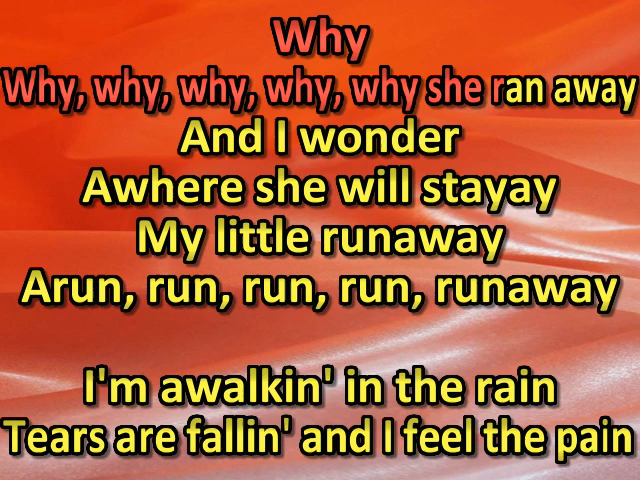 Why
Why, why, why, why, why she ran away
And I wonder
Awhere she will stayay
My little runaway
Arun, run, run, run, runaway
I'm awalkin' in the rain
Tears are fallin' and I feel the pain